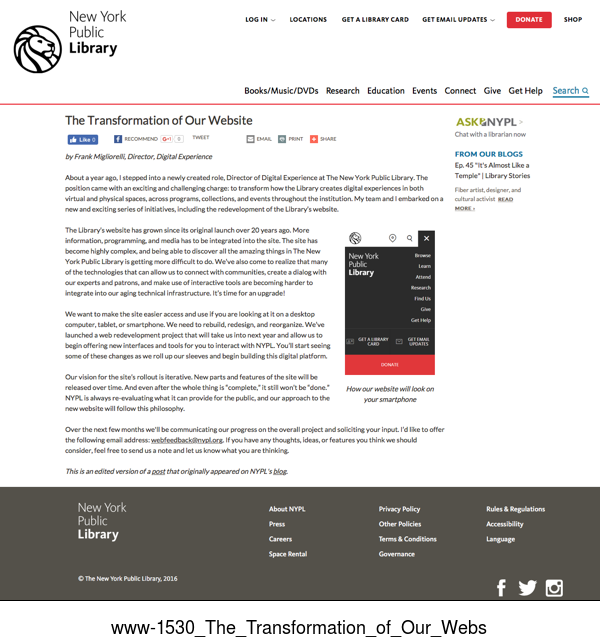 New York
Public
Library
LOG IN
LOCATIONS
GET A LIBRARY CARD
GET EMAIL UPDATES
DONATE
SHOP
Books/Music/DVDs
Research
Education
Events
Connect
Give
Get Help
Search
The Transformation of Our Website
Like 0
RECOMMEND
G+1 0
TWEET
EMAIL
PRINT
SHARE
by Frank Migliorelli, Director, Digital Experience
About a year ago, I stepped into a newly created role, Director of Digital Experience at The New York Public Library. The
position came with an exciting and challenging charge: to transform how the Library creates digital experiences in both
virtual and physical spaces, across programs, collections, and events throughout the institution. My team and I embarked on a
new and exciting series of initiatives, including the redevelopment of the Library's website.
The Library's website has grown since its original launch over 20 years ago. More
information, programming, and media has to be integrated into the site. The site has
become highly complex, and being able to discover all the amazing things in The New
York Public Library is getting more difficult to do. We've also come to realize that many
of the technologies that can allow us to connect with communities, create a dialog with
our experts and patrons, and make use of interactive tools are becoming harder to
integrate into our aging technical infrastructure. It's time for an upgrade!
We want to make the site easier access and use if you are looking at it on a desktop
computer, tablet, or smartphone. We need to rebuild, redesign, and reorganize. We've
launched a web redevelopment project that will take us into next year and allow us to
begin offering new interfaces and tools for you to interact with NYPL. You'll start seeing
some of these changes as we roll up our sleeves and begin building this digital platform.
Our vision for the site's rollout is iterative. New parts and features of the site will be
released over time. And even after the whole thing is "complete," it still won't be "done."
NYPL is always re-evaluating what it can provide for the public, and our approach to the
new website will follow this philosophy.
New York
Public
Library
Browse
Learn
Attend
Research
Find Us
Give
Get Help
GET A LIBRARY
CARD
GET EMAIL
UPDATES
DONATE
How our website will look on
your smartphone
Over the next few months we'll be communicating our progress on the overall project and soliciting your input. I'd like to offer
the following email address: webfeedback@nypl.org. If you have any thoughts, ideas, or features you think we should
consider, feel free to send us a note and let us know what you are thinking.
This is an edited version of a post that originally appeared on NYPL's blog.
ASK NYPL >
Chat with a librarian now
FROM OUR BLOGS
Ep. 45 "It's Almost Like a
Temple" | Library Stories
Fiber artist, designer, and
cultural activist READ
MORE ›
New York
Public
Library
About NYPL
Press
Careers
Space Rental
Privacy Policy
Other Policies
Terms & Conditions
Governance
Rules & Regulations
Accessibility
Language
© The New York Public Library, 2016
www-1530_The_Transformation_of_Our_Webs